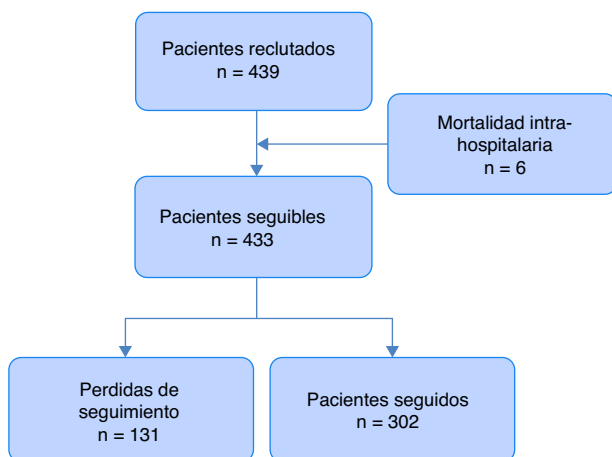 Pacientes reclutados
n = 439
Mortalidad intra-
hospitalaria
n = 6
Pacientes seguibles
n = 433
Perdidas de
seguimiento
n = 131
Pacientes seguidos
n = 302